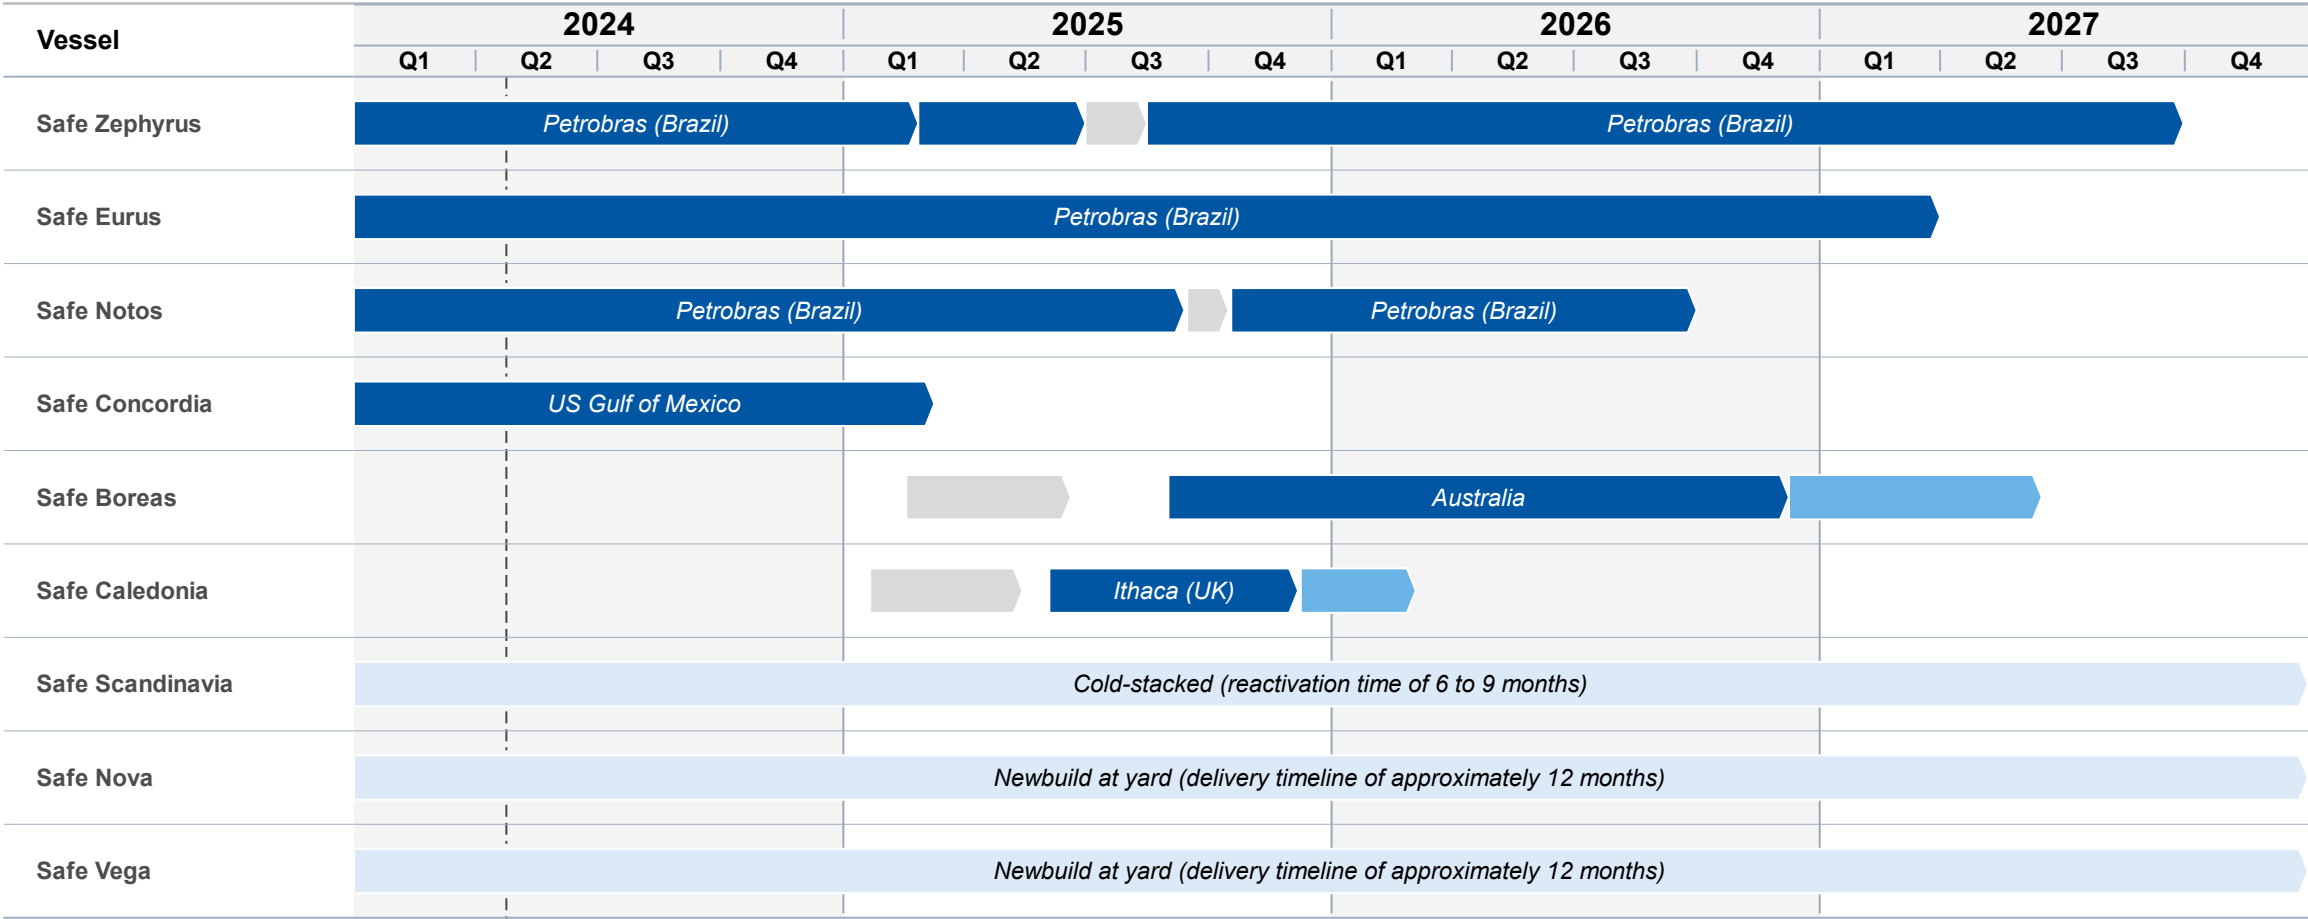 Vessel
2024 2025 2026 2027
Q1 Q2 Q3 Q4 Q1 Q2 Q3 Q4 Q1 Q2 Q3 Q4 Q1 Q2 Q3 Q4
Safe Zephyrus Petrobras (Brazil) Petrobras (Brazil)
Safe Eurus Petrobras (Brazil)
Safe Notos Petrobras (Brazil) Petrobras (Brazil)
Safe Concordia US Gulf of Mexico
Safe Boreas Australia
Safe Caledonia Ithaca (UK)
Safe Scandinavia Cold-stacked (reactivation time of 6 to 9 months)
Safe Nova Newbuild at yard (delivery timeline of approximately 12 months)
Safe Vega Newbuild at yard (delivery timeline of approximately 12 months)